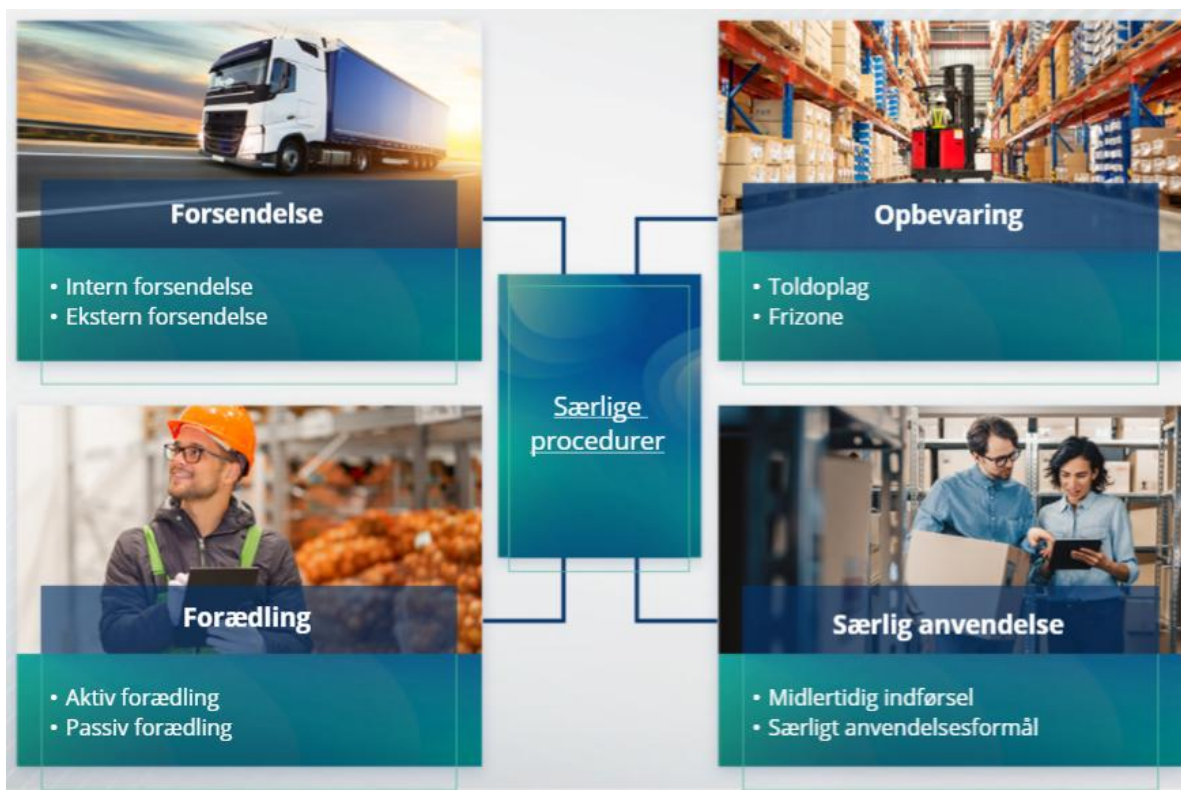 Forsendelse
• Intern forsendelse
• Ekstern forsendelse
Opbevaring
• Toldoplag
• Frizone
Særlige
procedurer
Forædling
• Aktiv forædling
• Passiv forædling
Særlig anvendelse
• Midlertidig indførsel
• Særligt anvendelsesformål